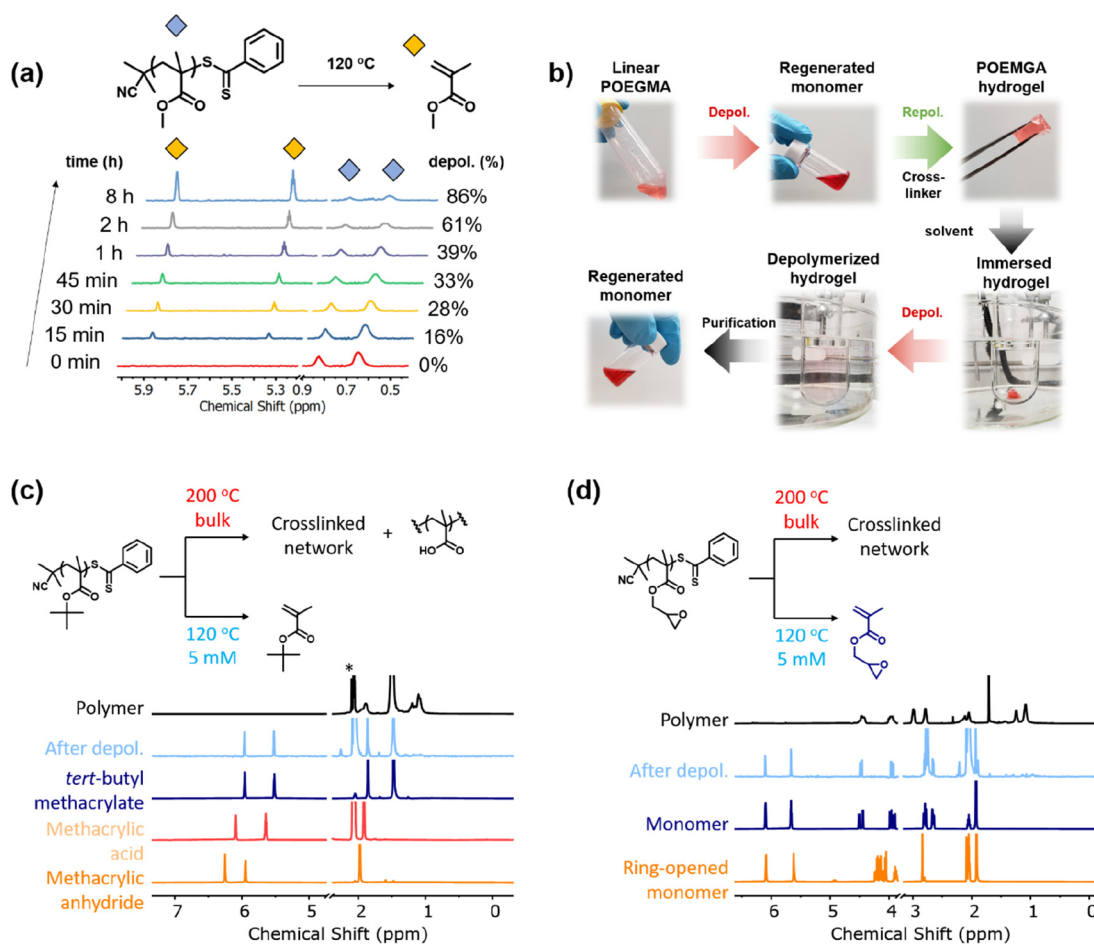 (a)
NC
S
S
O
O
120 °C
O
O
time (h)
depol. (%)
8 h
86%
2 h
61%
1 h
39%
45 min
33%
30 min
28%
15 min
16%
0 min
0%
5.9 5.7 5.5 5.3 0.9 0.7 0.5
Chemical Shift (ppm)
b)
Linear
POEGMA
Depol.
Regenerated
monomer
Repol.
Cross-
linker
POEMGA
hydrogel
solvent
Immersed
hydrogel
Depol.
Depolymerized
hydrogel
Purification
Regenerated
monomer
(c)
NC
S
S
O
O
200 °C
bulk
Crosslinked
network
+
HO
O
120 °C
5 mM
O
O
*
Polymer
After depol.
tert-butyl
methacrylate
Methacrylic
acid
Methacrylic
anhydride
7 6 5 2 1 0
Chemical Shift (ppm)
(d)
NC
S
S
O
O
O
200 °C
bulk
Crosslinked
network
120 °C
5 mM
O
O
O
Polymer
After depol.
Monomer
Ring-opened
monomer
6 5 4 3 2 1 0
Chemical Shift (ppm)